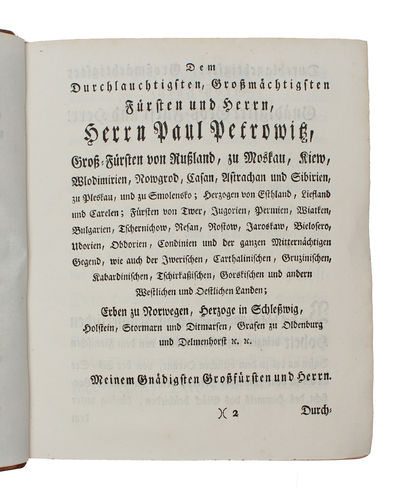 Dem
Durchlauchtigsten, Großmächtigsten
Fürsten und Herrn,
Herrn Paul Petrowitz,
Groß-Fürsten von Rußland, zu Moskau, Kiew,
Wlodimirien, Nowgrod, Casan, Astrachan und Sibirien,
zu Pleskau, und zu Smolensko; Herzogen von Esthland, Liefland
und Carelen; Fürsten von Twer, Jugorien, Permien, Wiatken,
Bulgarien, Tschernichow, Resan, Rostow, Jaroslaw, Bielosero,
Udorien, Obdorien, Condinien und der ganzen Mitternächtigen
Gegend, wie auch der Iwerischen, Carthalinischen, Gruzinischen,
Kabardinischen, Tschirkaßischen, Gorskischen und andern
Westlichen und Oestlichen Landen;
Erben zu Norwegen, Herzoge in Schleßwig,
Holstein, Stormarn und Ditmarsen, Grafen zu Oldenburg
und Delmenhorst ꝛc. ꝛc.
Meinem Gnädigsten Großfürsten und Herrn.
)( 2 Durch-